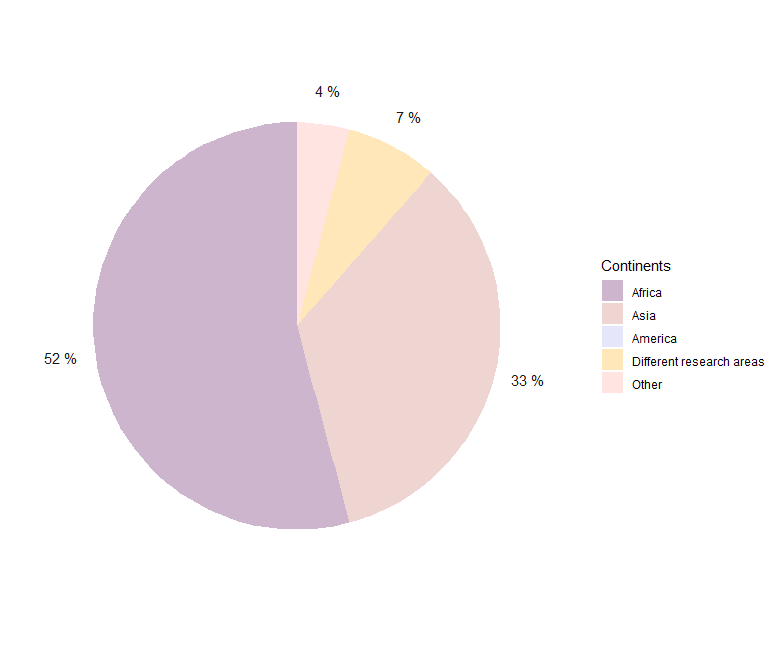 4 %
7 %
52 %
33 %
Continents
Africa
Asia
America
Different research areas
Other